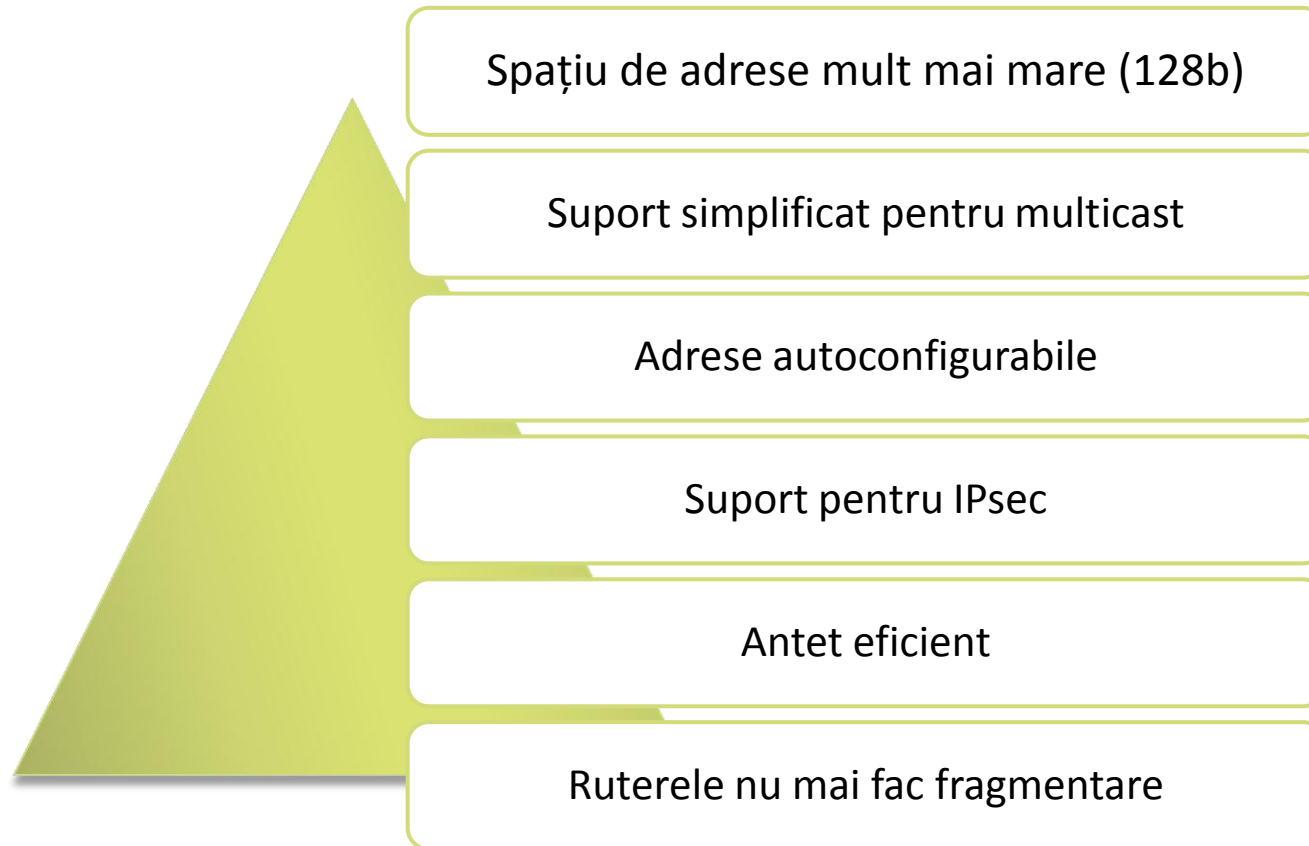 Spațiu de adrese mult mai mare (128b)
Suport simplificat pentru multicast
Adrese autoconfigurabile
Suport pentru IPsec
Antet eficient
Ruterele nu mai fac fragmentare